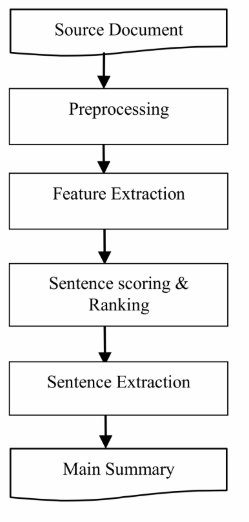 Source Document
Preprocessing
Feature Extraction
Sentence scoring &
Ranking
Sentence Extraction
Main Summary